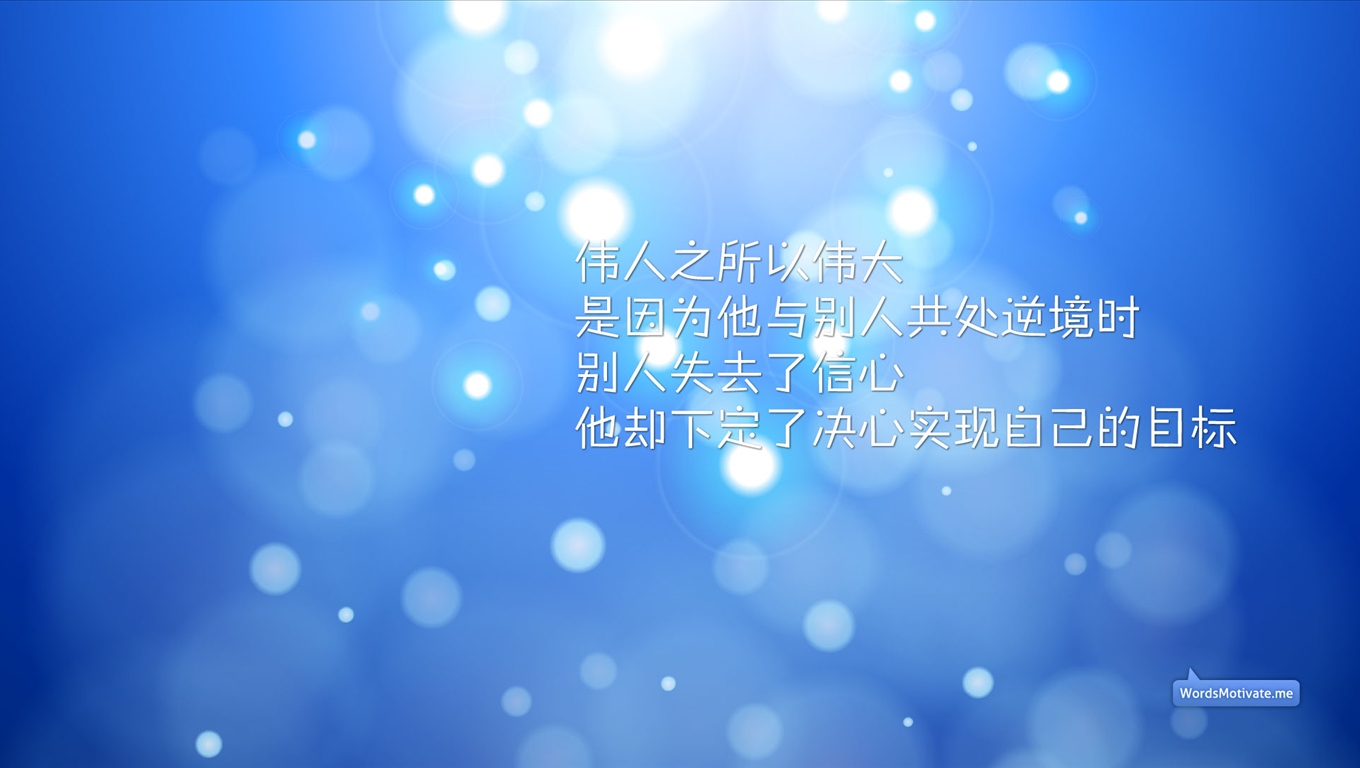 伟人之所以伟大
是因为他与别人共处逆境时
别人失去了信心
他却下定了决心实现自己的目标
WordsMotivate.me